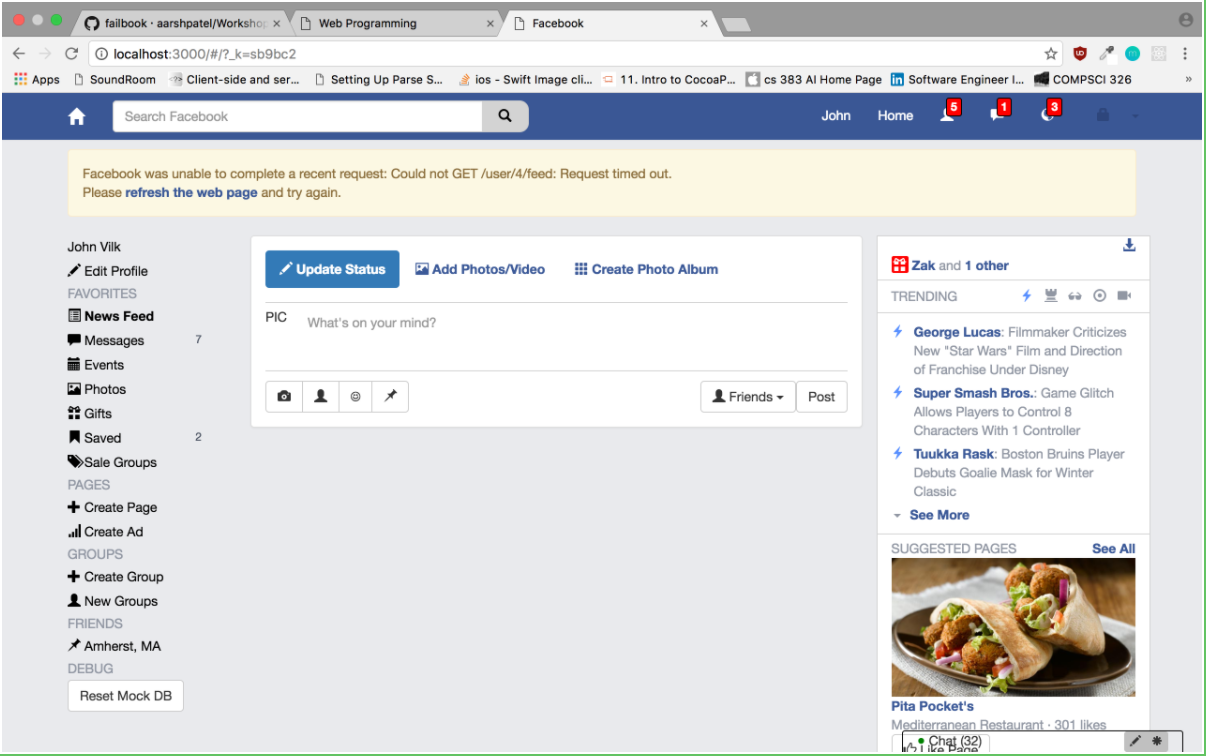 failbook · aarshpatel/Worksho
Web Programming
Facebook
localhost:3000/#/?_k=sb9bc2
Apps SoundRoom Client-side and ser... Setting Up Parse S... ios - Swift Image cli... 11. Intro to CocoaP... cs 383 AI Home Page Software Engineer I... COMPSCI 326 »
Search Facebook John Home 5 1 3
Facebook was unable to complete a recent request: Could not GET /user/4/feed: Request timed out.
Please refresh the web page and try again.
John Vilk
Edit Profile
FAVORITES
News Feed
Messages 7
Events
Photos
Gifts
Saved 2
Sale Groups
PAGES
Create Page
Create Ad
GROUPS
Create Group
New Groups
FRIENDS
Amherst, MA
DEBUG
Reset Mock DB
Update Status Add Photos/Video Create Photo Album
PIC What's on your mind?
Friends Post
Zak and 1 other
TRENDING
George Lucas: Filmmaker Criticizes
New "Star Wars" Film and Direction
of Franchise Under Disney
Super Smash Bros.: Game Glitch
Allows Players to Control 8
Characters With 1 Controller
Tuukka Rask: Boston Bruins Player
Debuts Goalie Mask for Winter
Classic
See More
SUGGESTED PAGES See All
Pita Pocket's
Mediterranean Restaurant · 301 likes
Chat (32)
Like Page